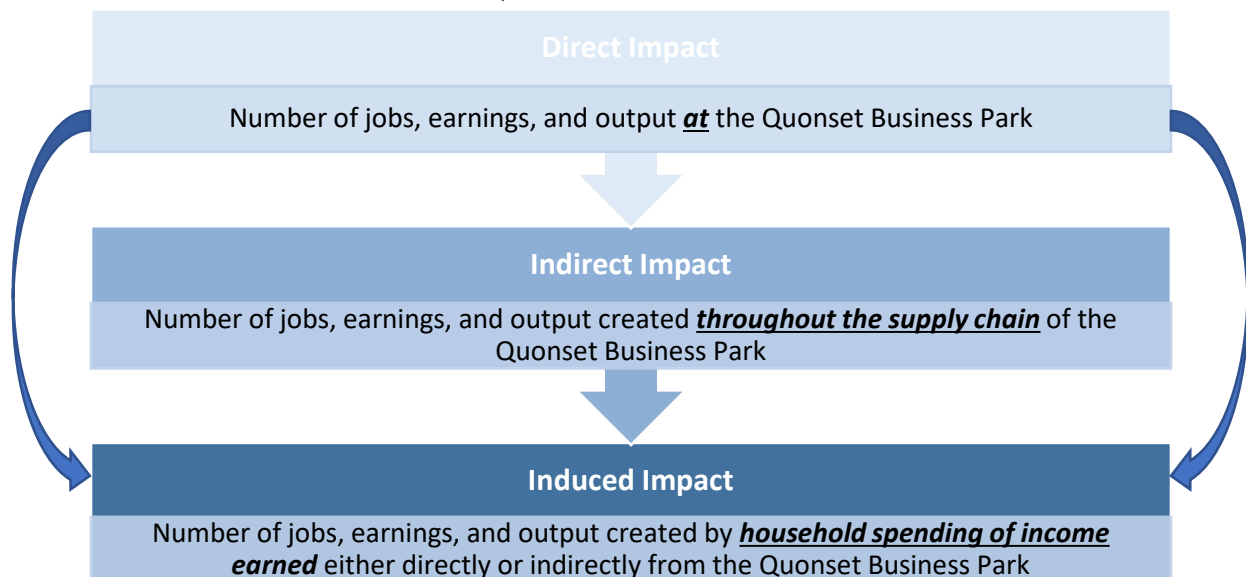 Direct Impact
Number of jobs, earnings, and output at the Quonset Business Park
Indirect Impact
Number of jobs, earnings, and output created throughout the supply chain of the
Quonset Business Park
Induced Impact
Number of jobs, earnings, and output created by household spending of income
earned either directly or indirectly from the Quonset Business Park